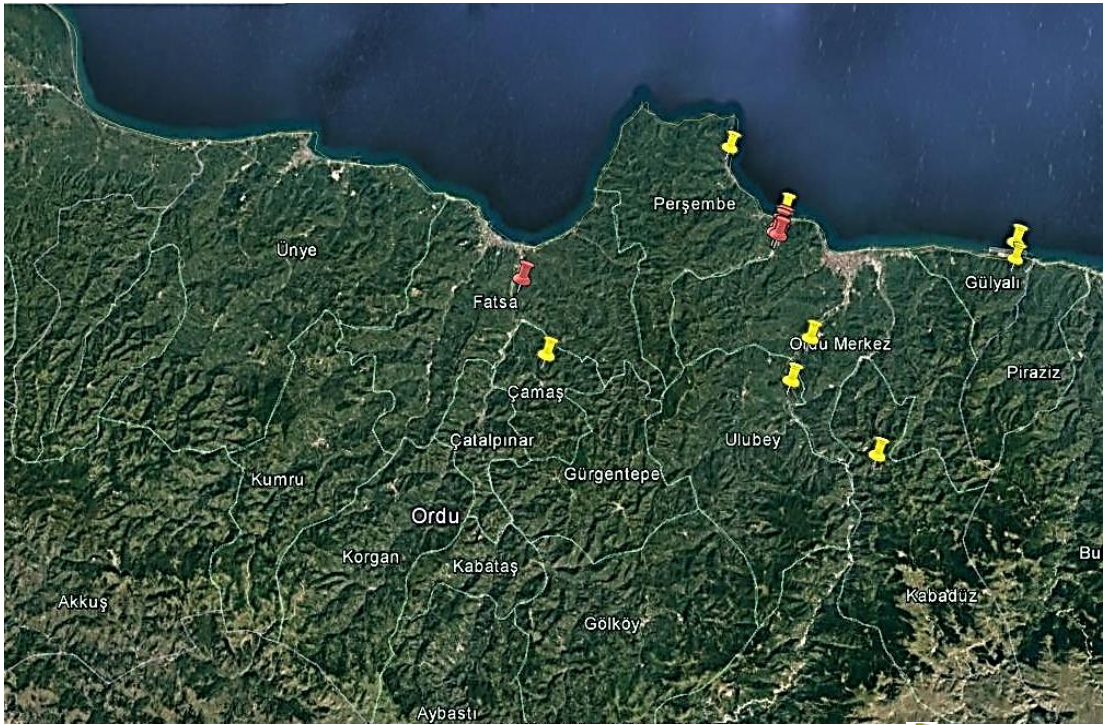 Perşembe
Ünye
Gülyalı
Fatsa
Ordu Merkez
Piraziz
Çamaş
Çatalpınar
Ulubey
Gürgentepe
Kumru
Ordu
Korgan
Kabataş
Bu
Kabadüz
Akkuş
Gölköy
Aybastı